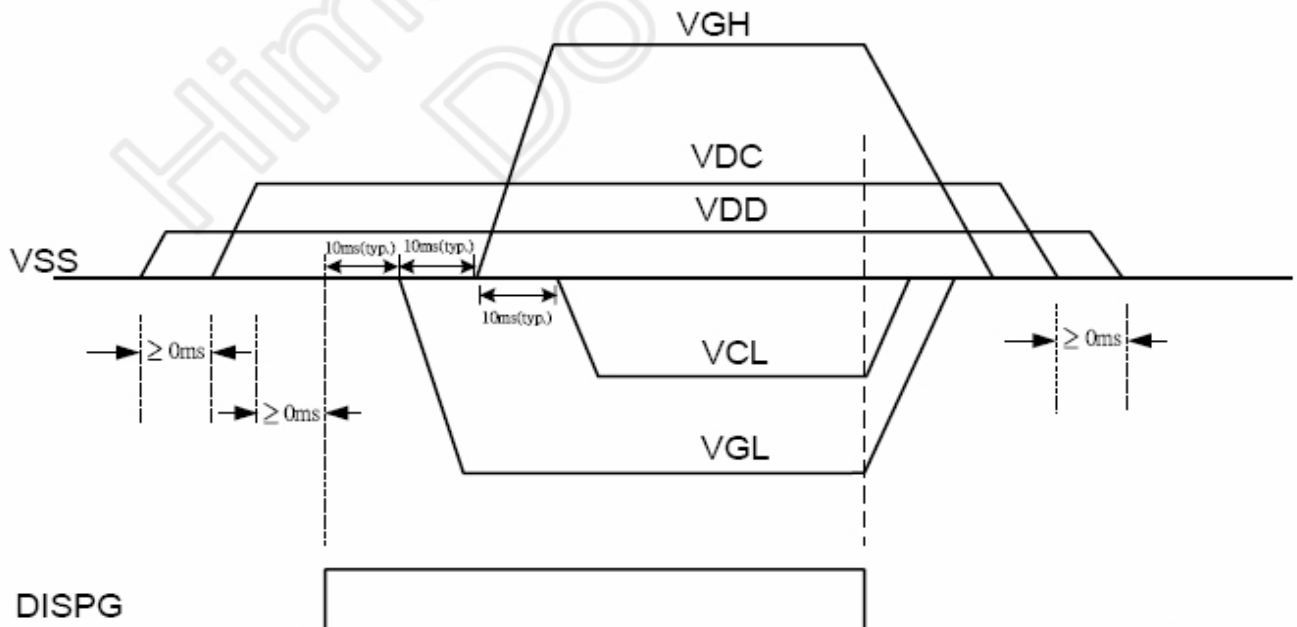 VGH
VDC
VDD
10ms(typ.) 10ms(typ.)
VSS
10ms(typ.)
≥ 0ms
≥ 0ms
VCL
≥ 0ms
VGL
DISPG